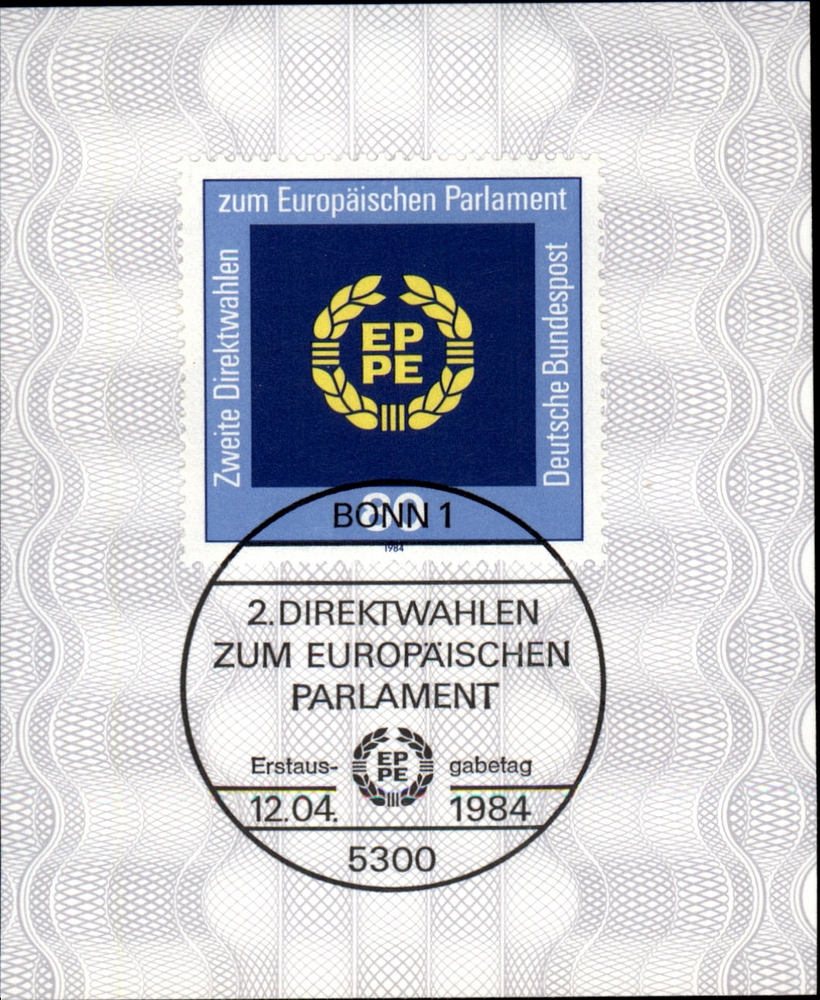 zum Europäischen Parlament
Zweite Direktwahlen
Deutsche Bundespost
EP
PE
80
1984
BONN 1
2. DIREKTWAHLEN
ZUM EUROPÄISCHEN
PARLAMENT
Erstaus- gabetag
EP
PE
12.04. 1984
5300